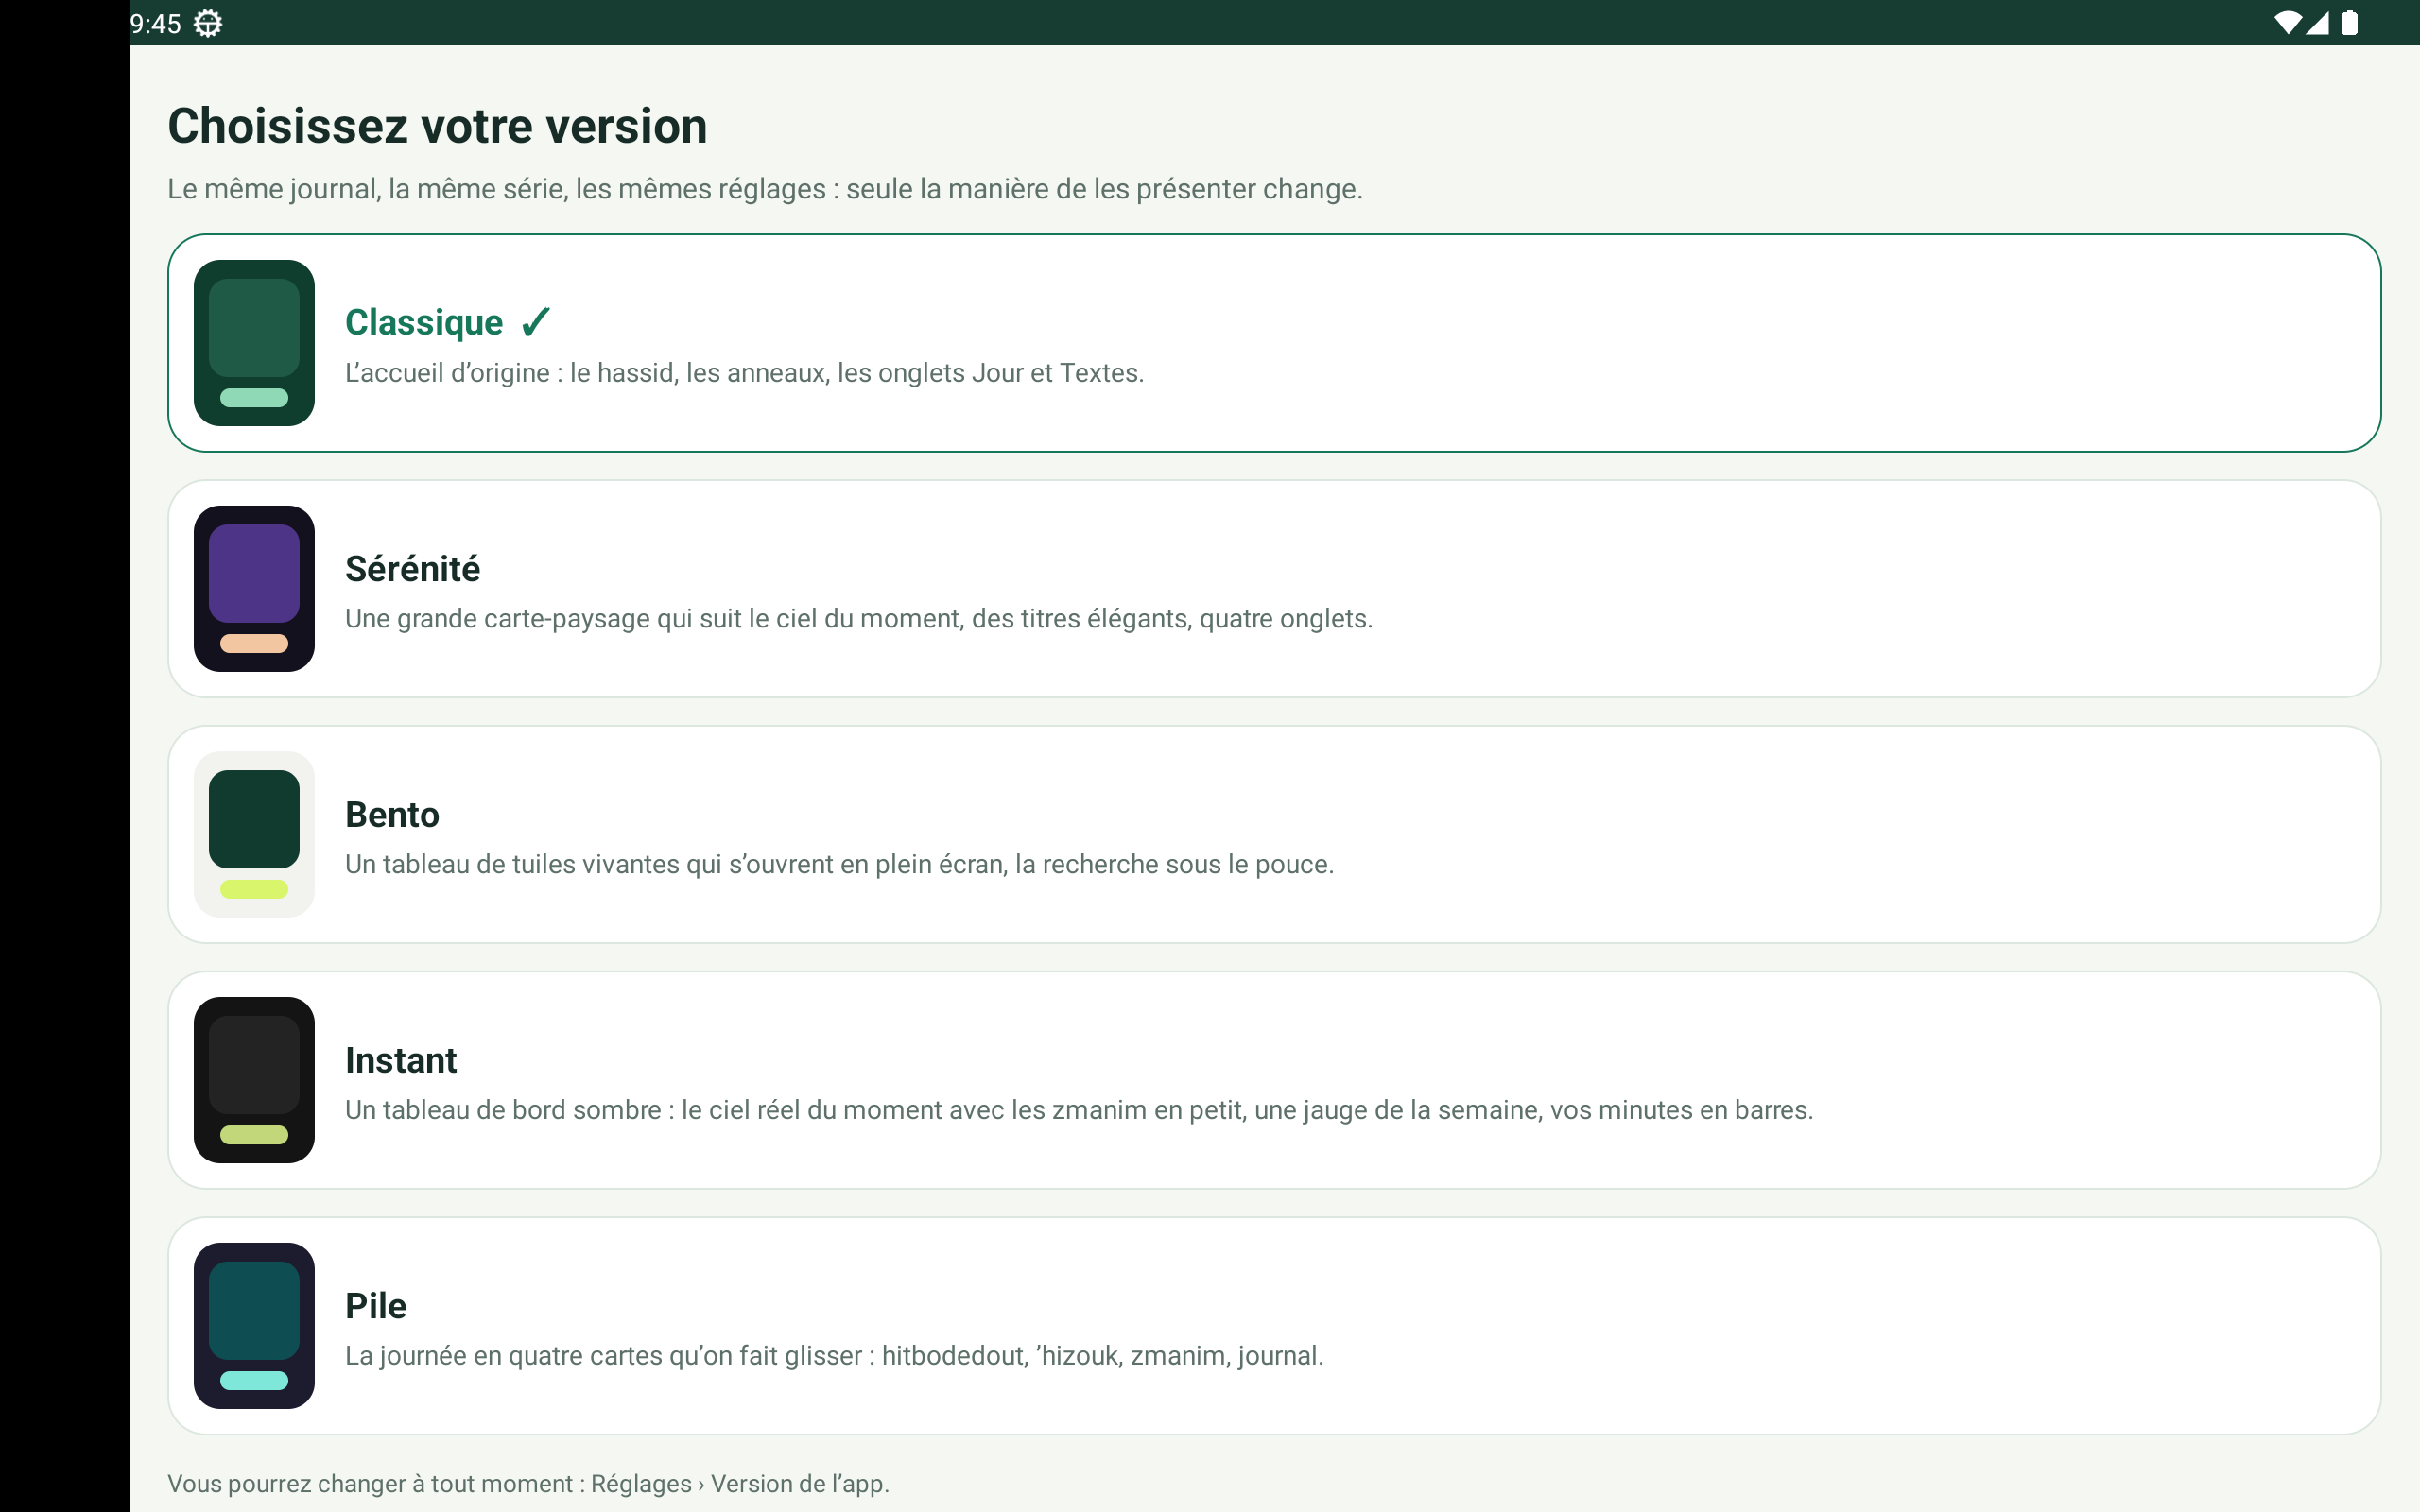 9:45
Choisissez votre version
Le même journal, la même série, les mêmes réglages : seule la manière de les présenter change.
Classique ✓
L’accueil d’origine : le hassid, les anneaux, les onglets Jour et Textes.
Sérénité
Une grande carte-paysage qui suit le ciel du moment, des titres élégants, quatre onglets.
Bento
Un tableau de tuiles vivantes qui s’ouvrent en plein écran, la recherche sous le pouce.
Instant
Un tableau de bord sombre : le ciel réel du moment avec les zmanim en petit, une jauge de la semaine, vos minutes en barres.
Pile
La journée en quatre cartes qu’on fait glisser : hitbodedout, ’hizouk, zmanim, journal.
Vous pourrez changer à tout moment : Réglages › Version de l’app.